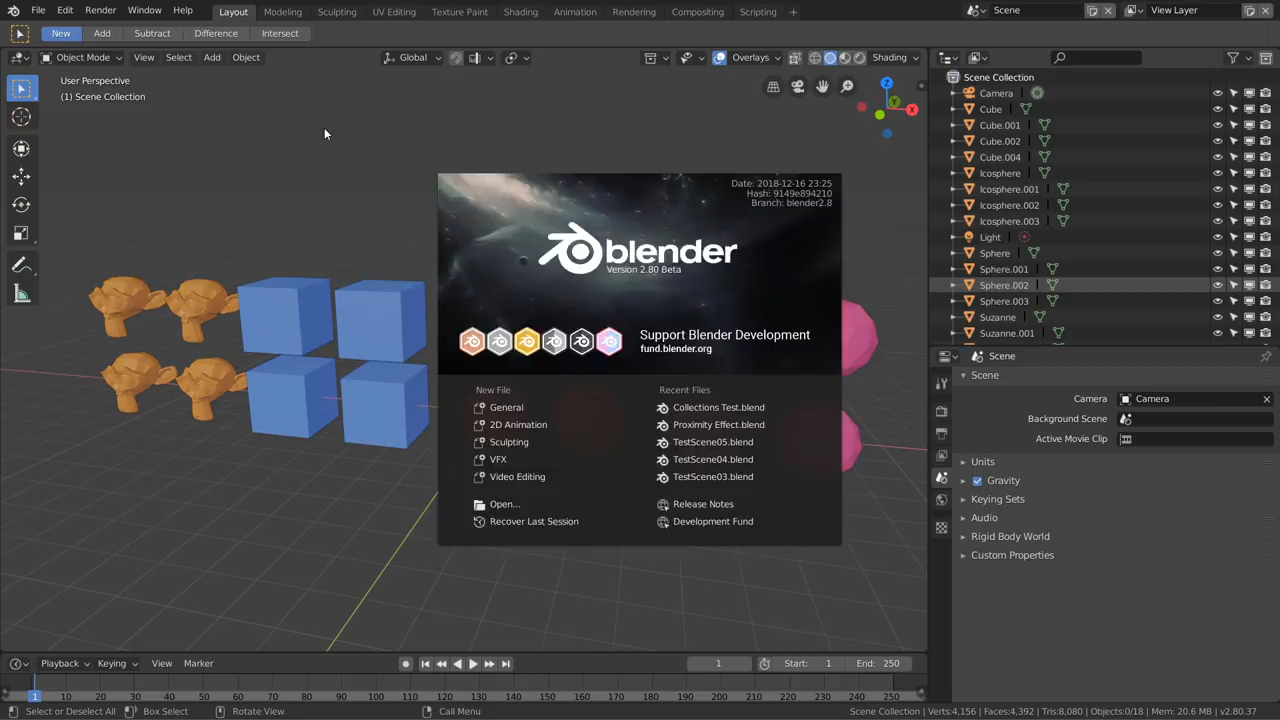 File Edit Render Window Help Layout Modeling Sculpting UV Editing Texture Paint Shading Animation Rendering Compositing Scripting + Scene View Layer
New Add Subtract Difference Intersect
Object Mode View Select Add Object Global Overlays Shading
User Perspective
(1) Scene Collection
Z
Y
X
Date: 2018-12-16 23:25
Hash: 9149e894210
Branch: blender2.8
blender
Version 2.80 Beta
Support Blender Development
fund.blender.org
New File
General
2D Animation
Sculpting
VFX
Video Editing
Open...
Recover Last Session
Recent Files
Collections Test.blend
Proximity Effect.blend
TestScene05.blend
TestScene04.blend
TestScene03.blend
Release Notes
Development Fund
Scene Collection
Camera
Cube
Cube.001
Cube.002
Cube.004
Icosphere
Icosphere.001
Icosphere.002
Icosphere.003
Light
Sphere
Sphere.001
Sphere.002
Sphere.003
Suzanne
Suzanne.001
Scene
Scene
Camera Camera
Background Scene
Active Movie Clip
Units
Gravity
Keying Sets
Audio
Rigid Body World
Custom Properties
Playback Keying View Marker 1 Start: 1 End: 250
1 10 20 30 40 50 60 70 80 90 100 110 120 130 140 150 160 170 180 190 200 210 220 230 240 250
Select or Deselect All Box Select Rotate View Call Menu Scene Collection | Verts:4,156 | Faces:4,392 | Tris:8,080 | Objects:0/18 | Mem: 20.6 MB | v2.80.37